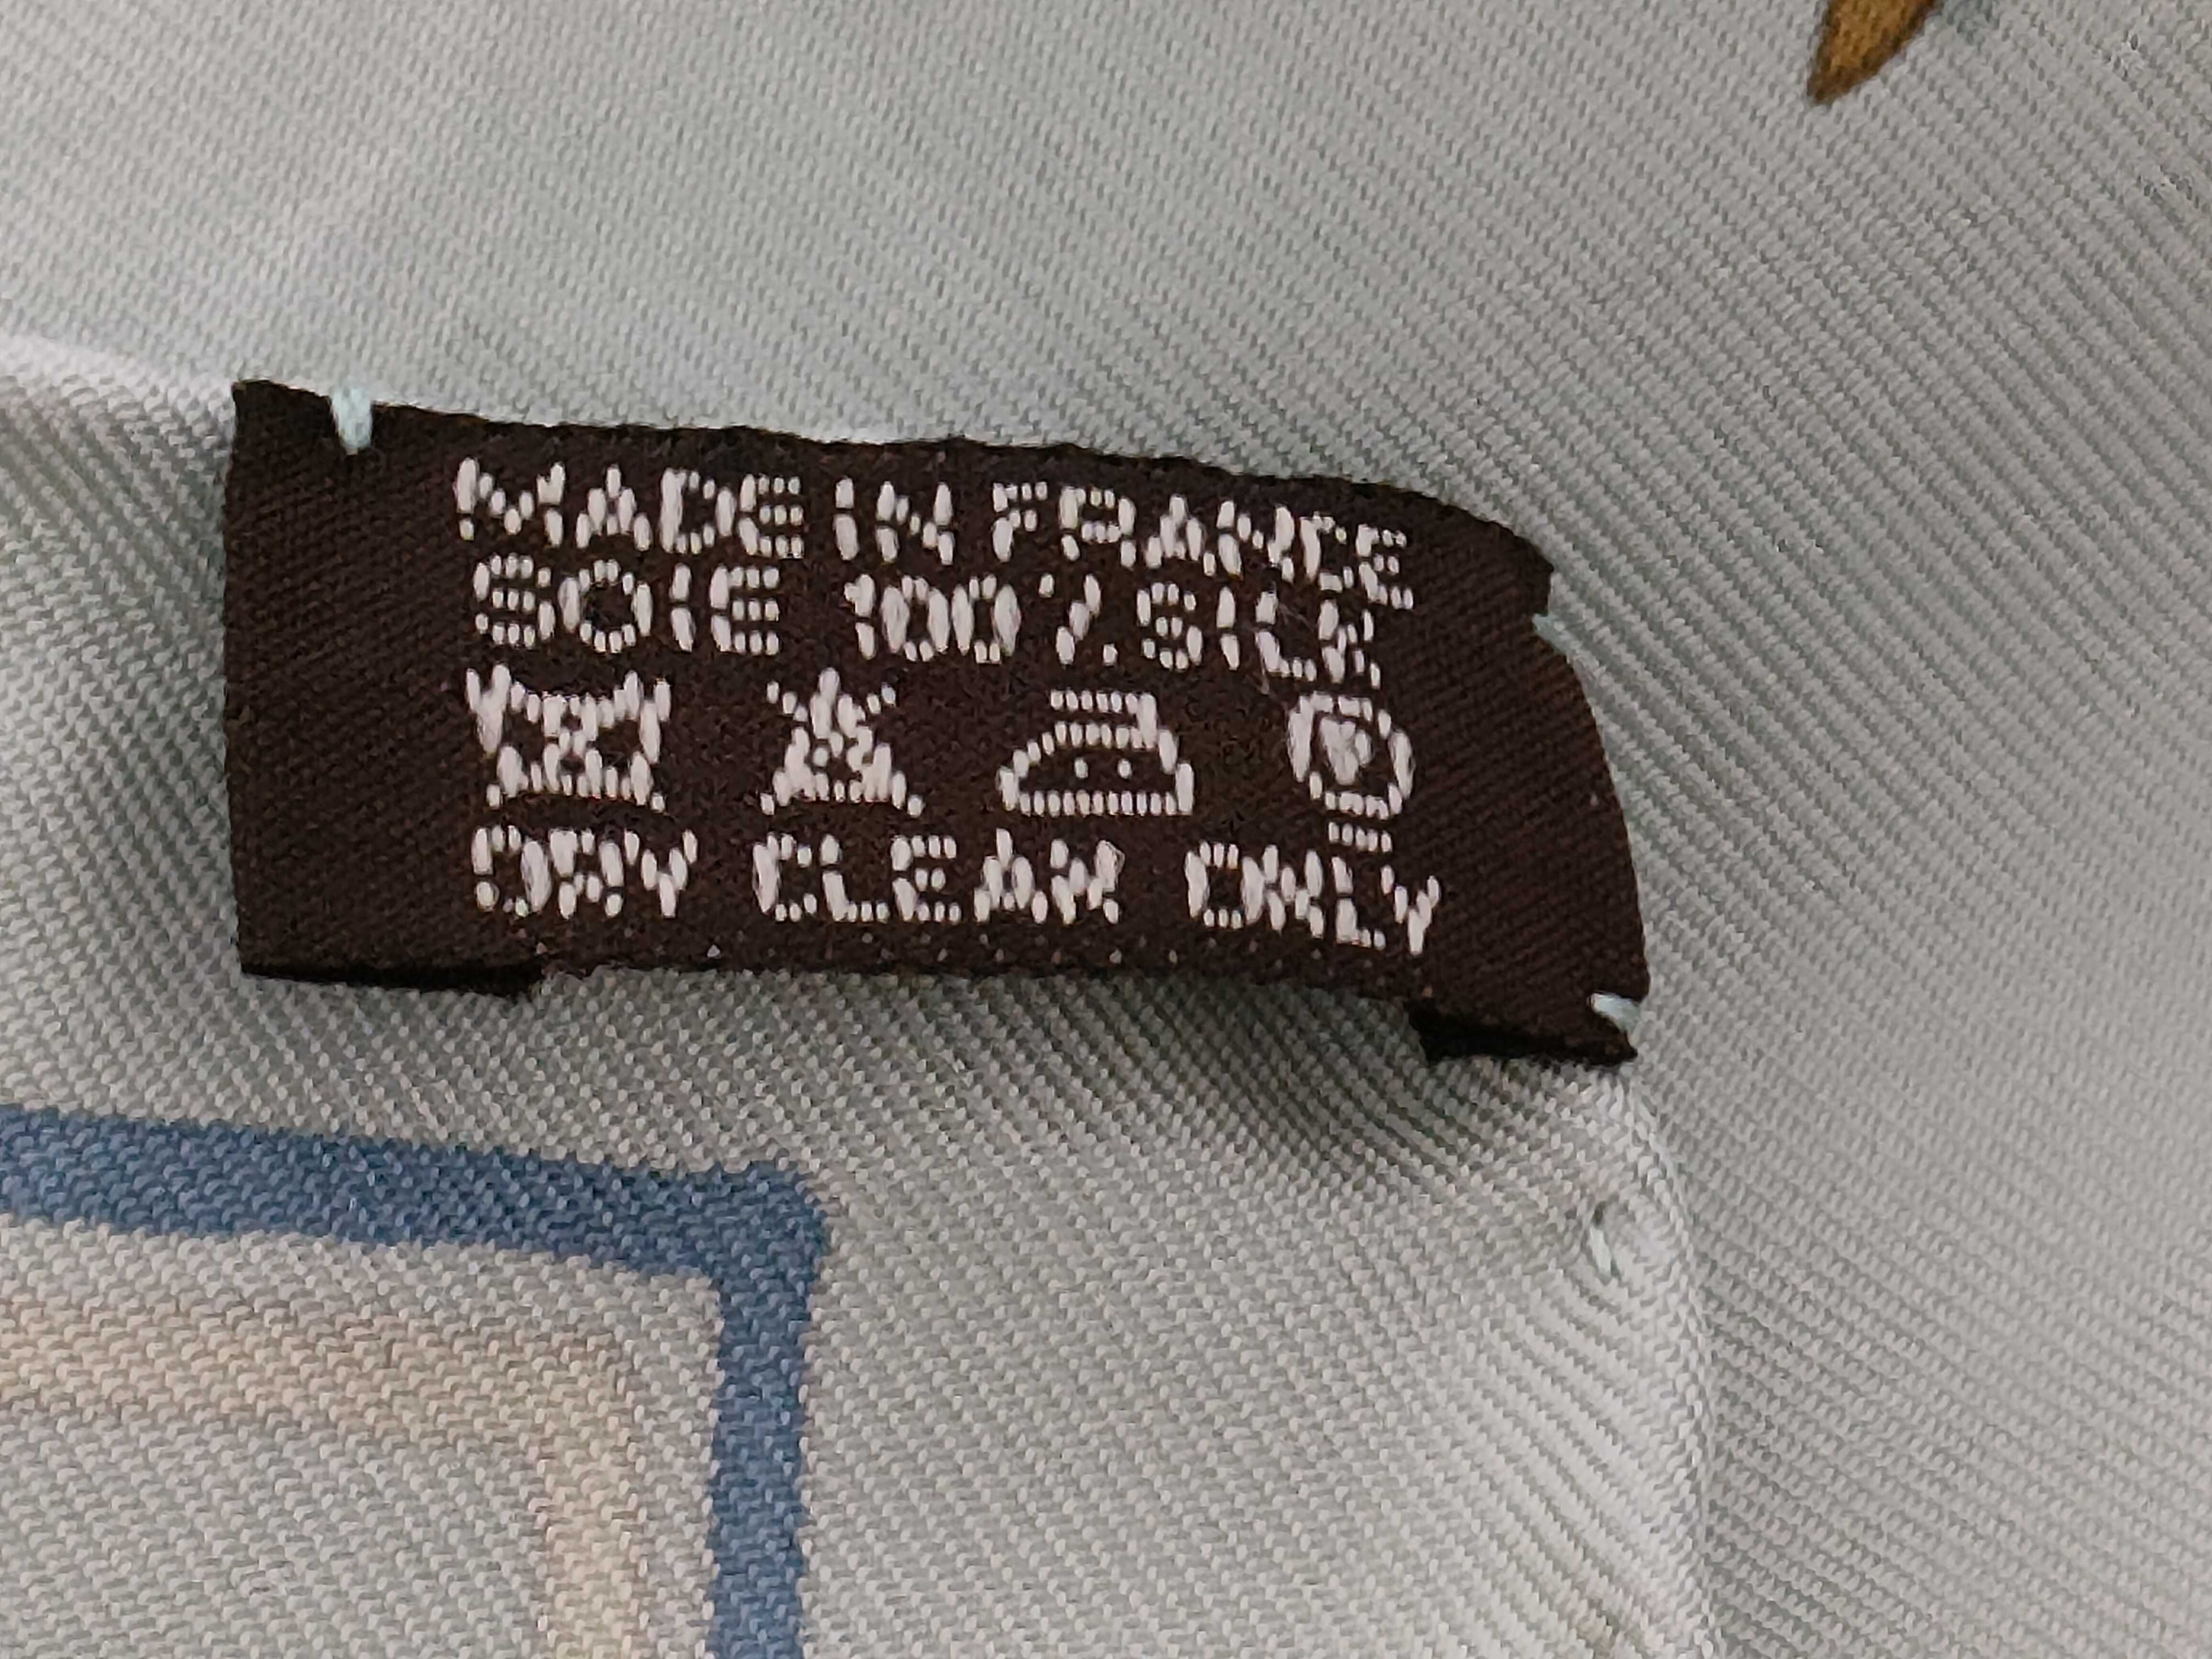 MADE IN FRANCE
SOIE 100%.SILK
P
DRY CLEAN ONLY